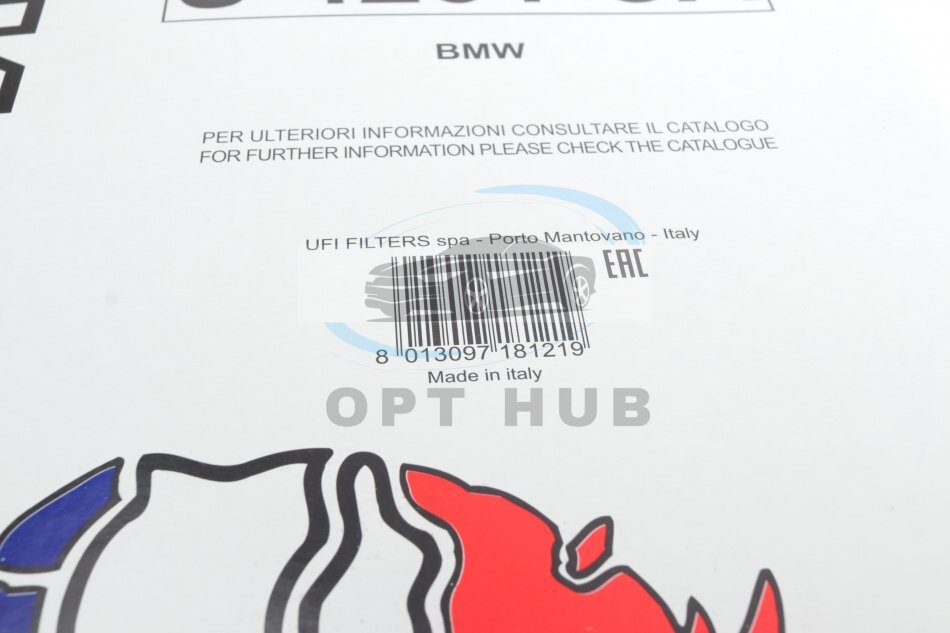 BMW
PER ULTERIORI INFORMAZIONI CONSULTARE IL CATALOGO
FOR FURTHER INFORMATION PLEASE CHECK THE CATALOGUE
UFI FILTERS spa - Porto Mantovano - Italy
EAC
8 013097 181219
Made in italy
OPT HUB